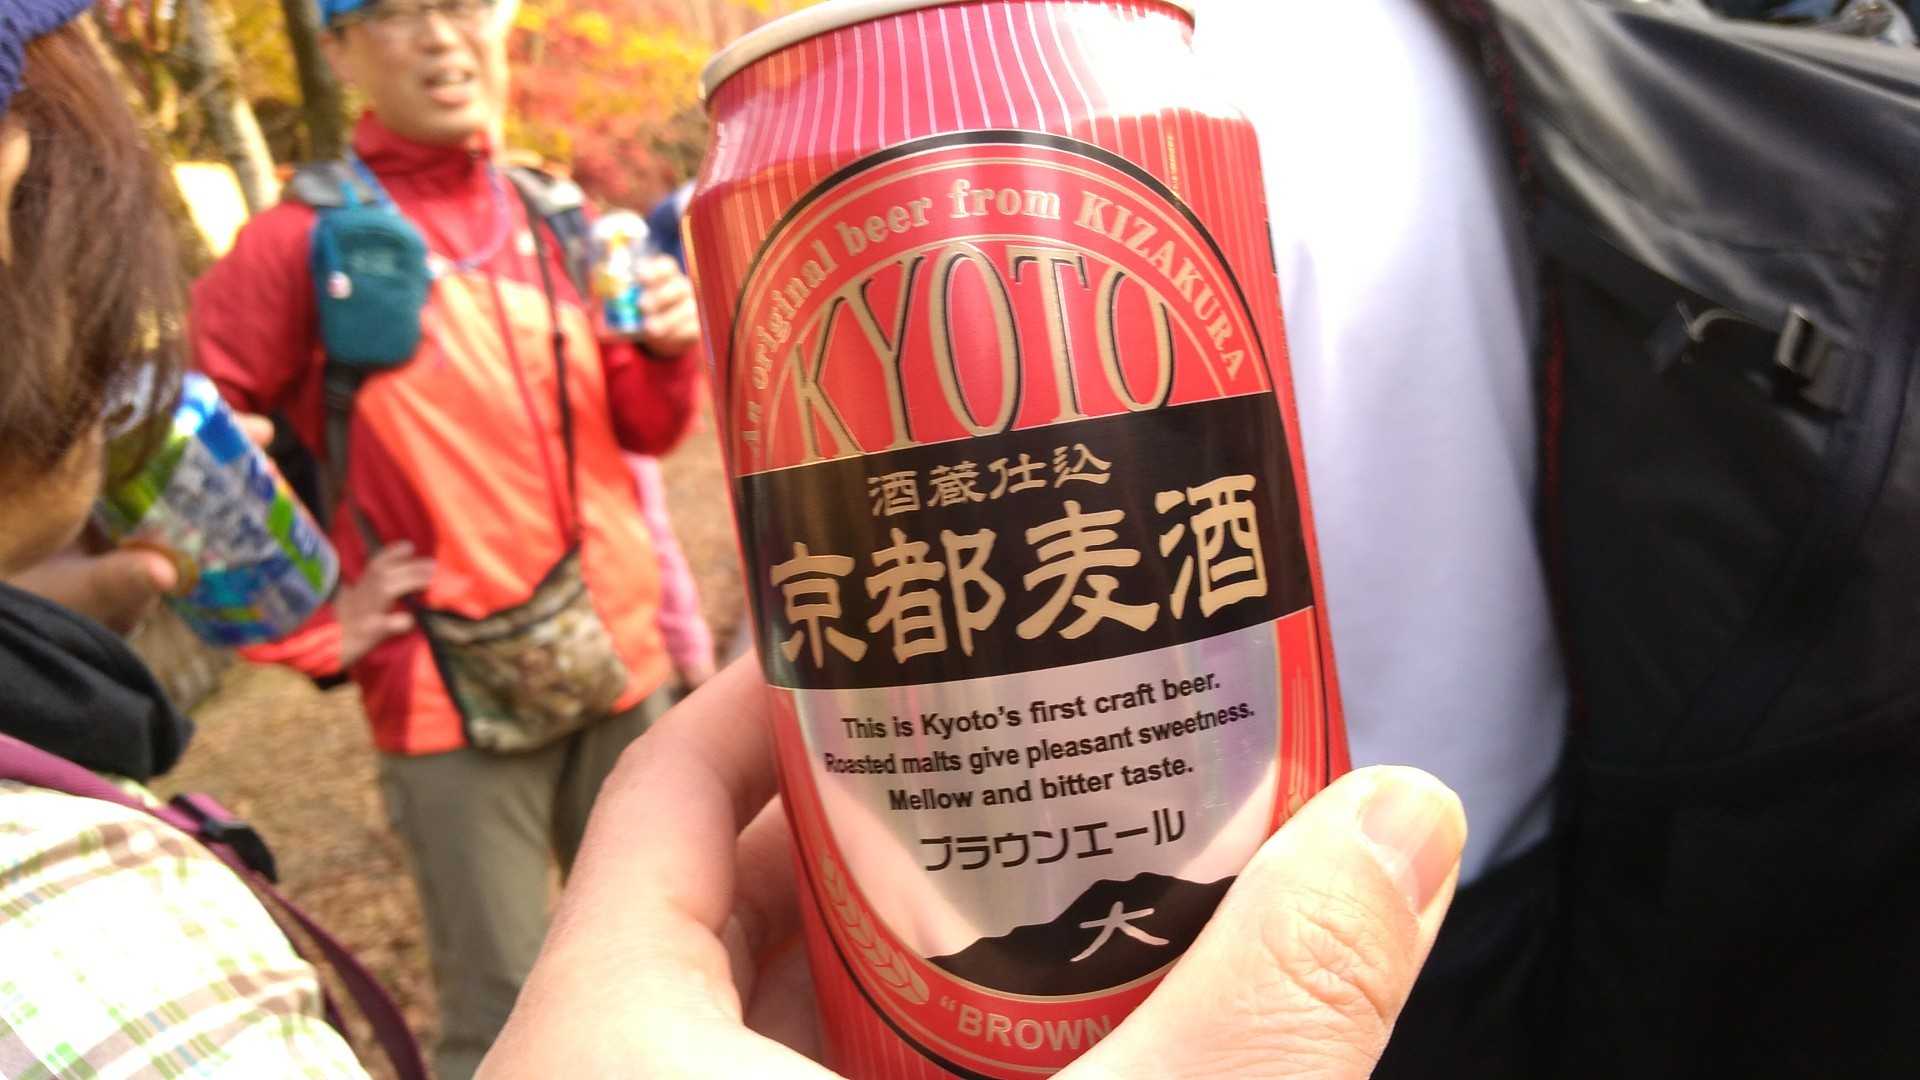 An original beer from KIZAKURA
KYOTO
酒蔵仕込
京都麦酒
This is Kyoto's first craft beer.
Roasted malts give pleasant sweetness.
Mellow and bitter taste.
ブラウンエール
大
"BROWN